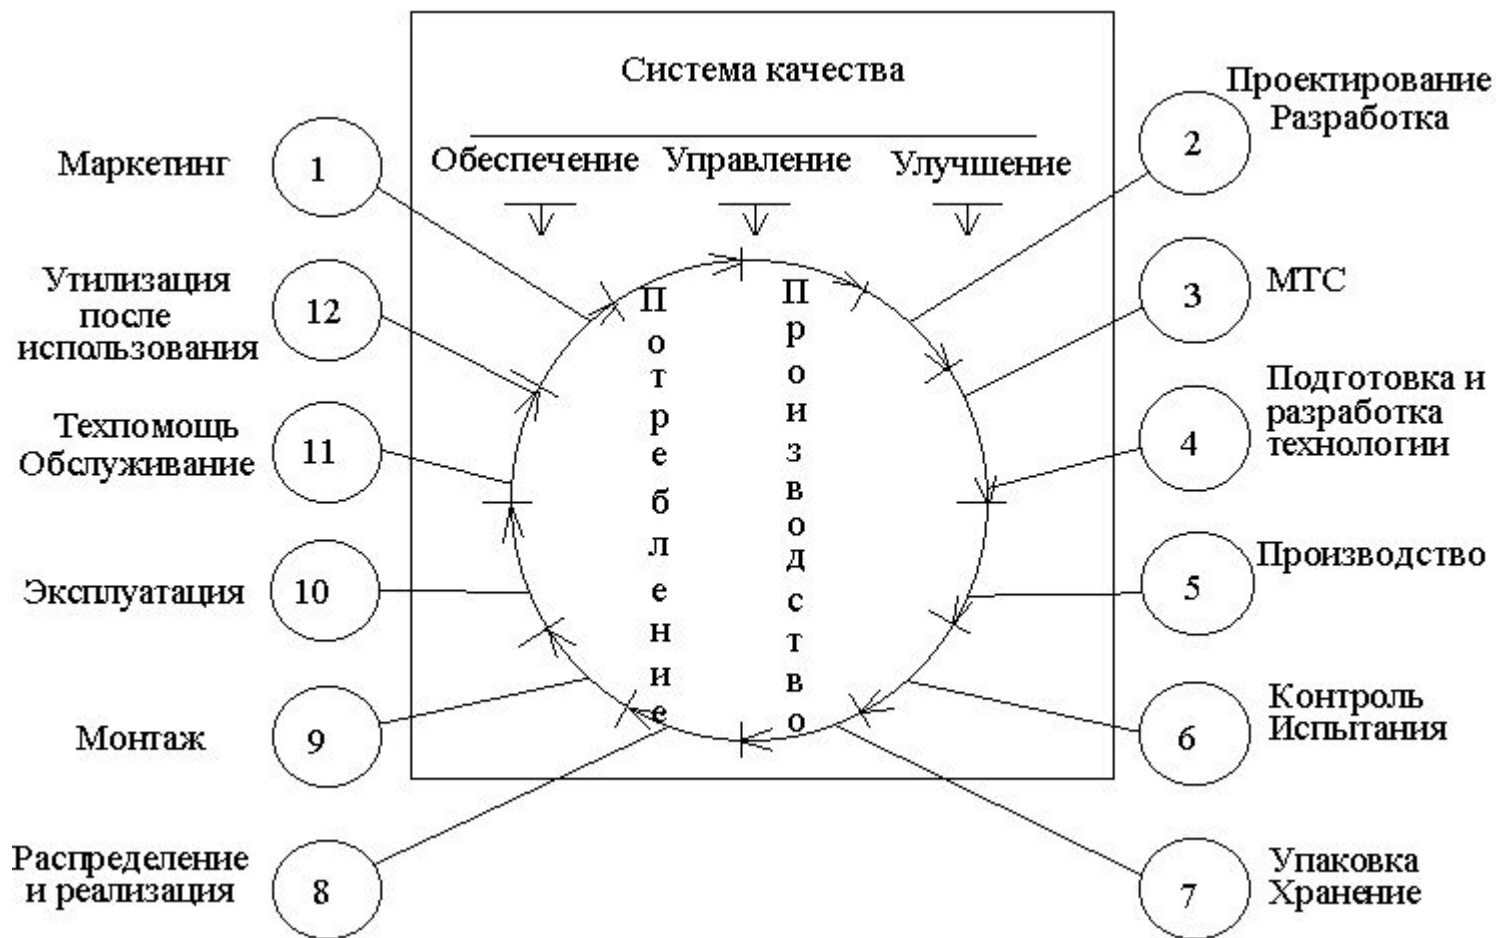 Система качества
Обеспечение
Управление
Улучшение
Потребление
Производство
Маркетинг
1
Проектирование
Разработка
2
МТС
3
Подготовка и
разработка
технологии
4
Производство
5
Контроль
Испытания
6
Упаковка
Хранение
7
Распределение
и реализация
8
Монтаж
9
Эксплуатация
10
Техпомощь
Обслуживание
11
Утилизация
после
использования
12